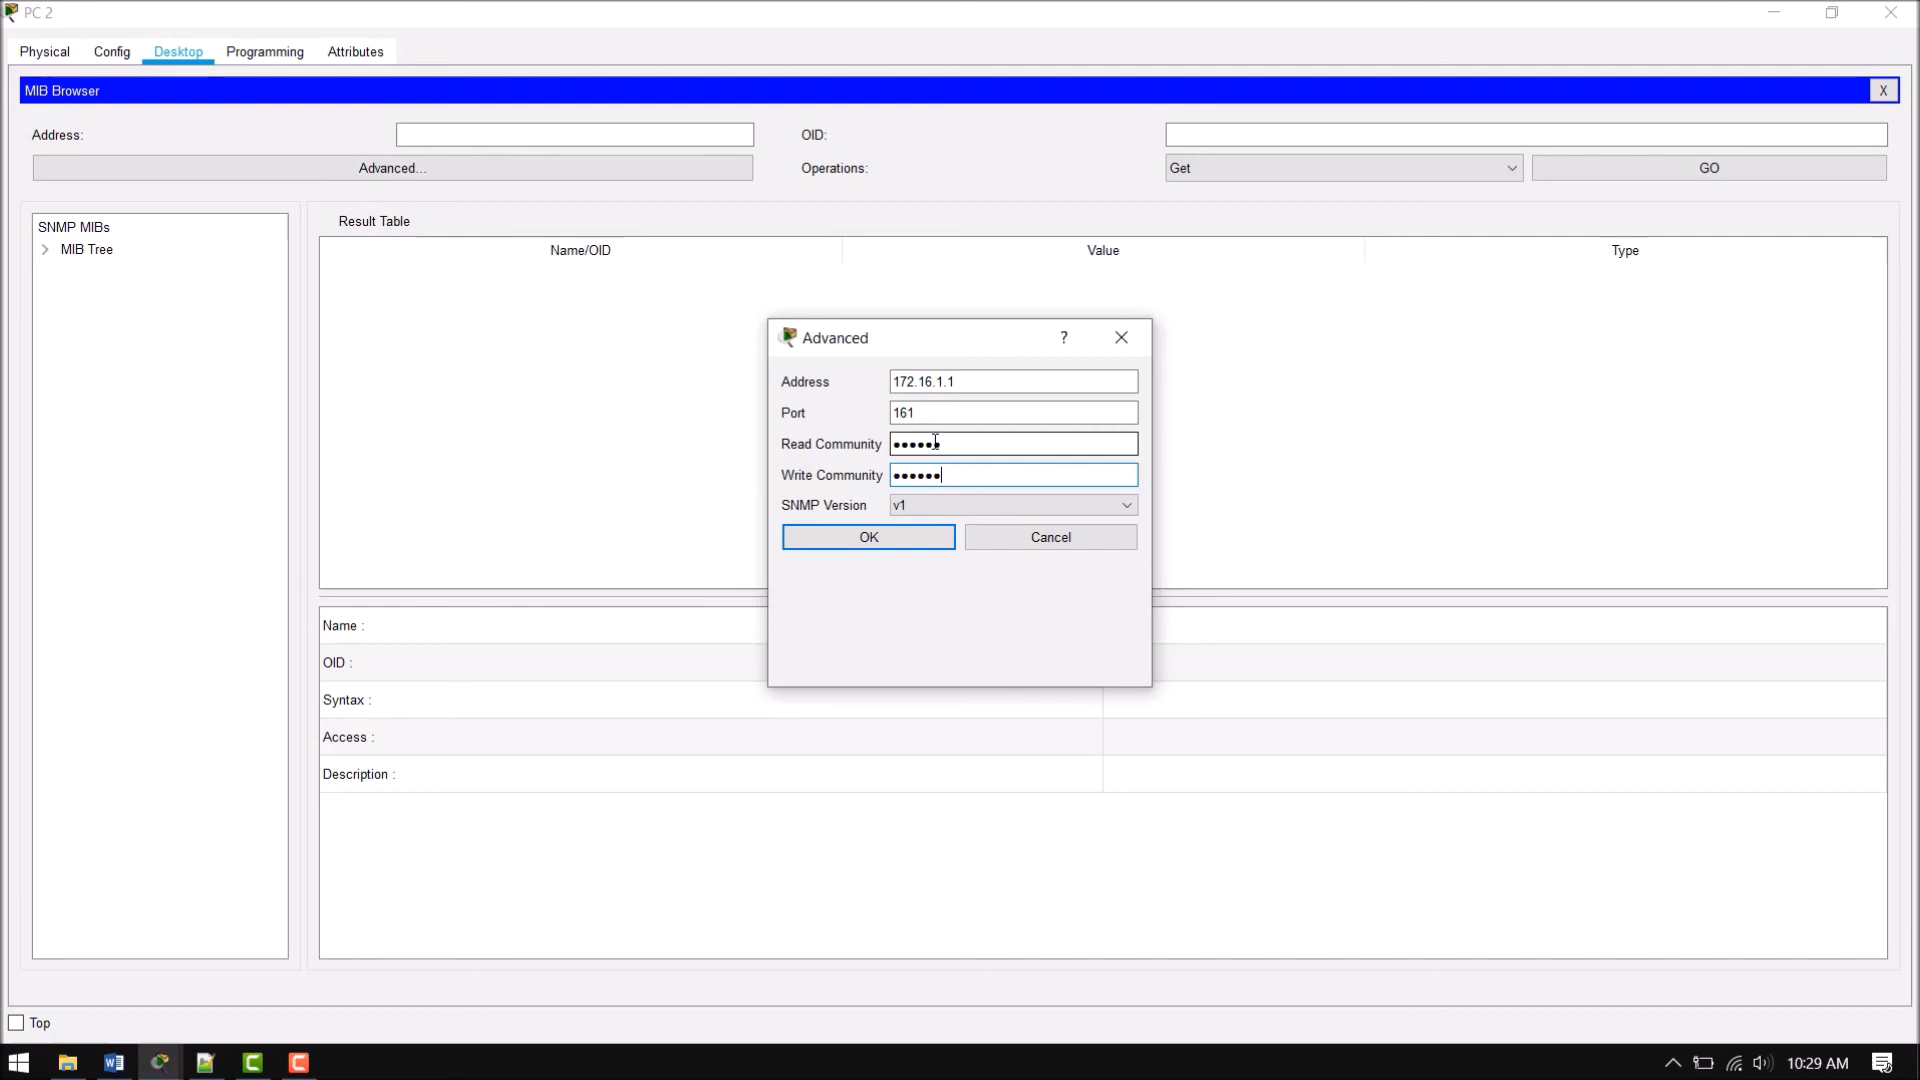 PC 2
Physical Config Desktop Programming Attributes
MIB Browser X
Address: OID:
Advanced... Operations: Get GO
SNMP MIBs
MIB Tree
Result Table
Name/OID Value Type
Advanced ?
Address 172.16.1.1
Port 161
Read Community ●●●●●●
Write Community ●●●●●●
SNMP Version v1
OK Cancel
Name :
OID :
Syntax :
Access :
Description :
Top
10:29 AM